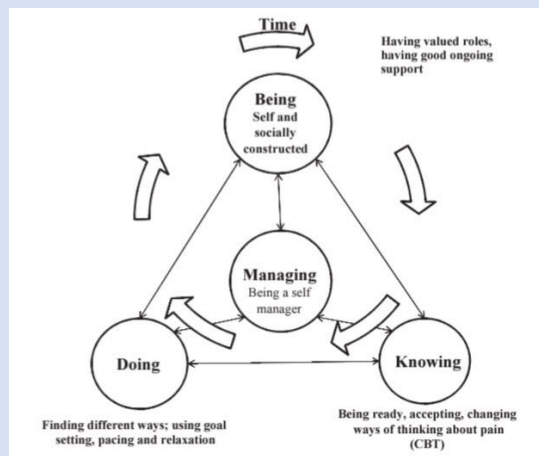 Time
Having valued roles,
having good ongoing
support
Being
Self and
socially
constructed
Managing
Being a self
manager
Doing
Knowing
Finding different ways; using goal
setting, pacing and relaxation
Being ready, accepting, changing
ways of thinking about pain
(CBT)